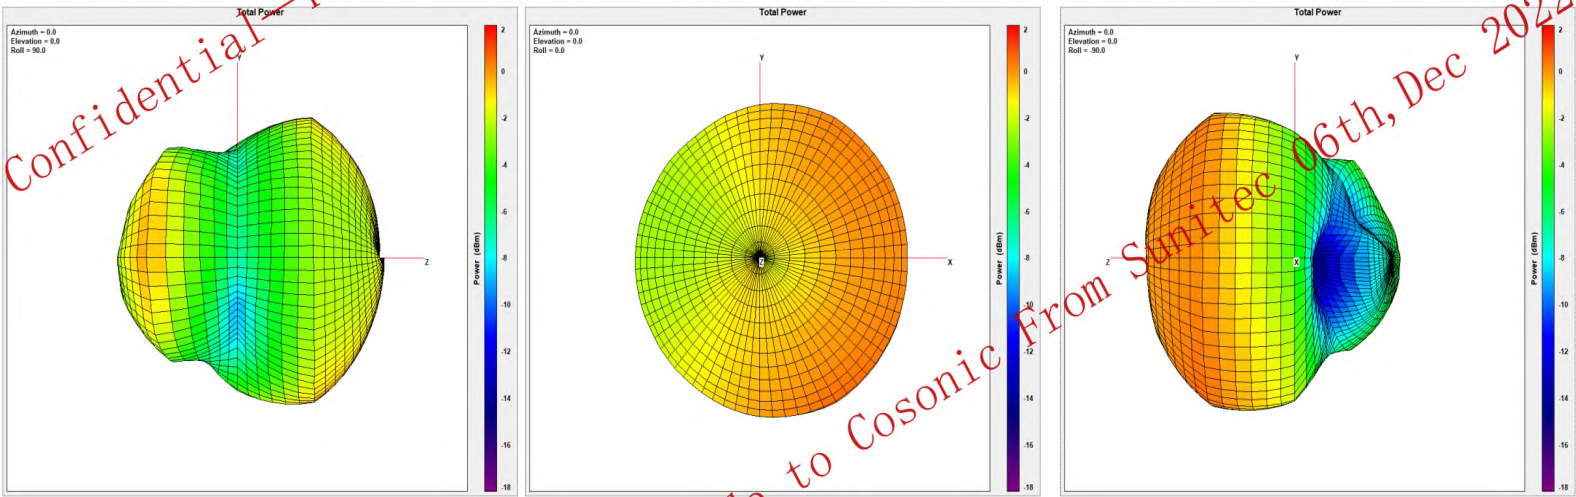 Total Power
Azimuth = 0.0
Elevation = 0.0
Roll = 90.0
Y
Z
2
0
-2
-4
-6
-8
-10
-12
-14
-16
-18
Power (dBm)
Total Power
Azimuth = 0.0
Elevation = 0.0
Roll = 0.0
Y
Z
X
2
0
-2
-4
-6
-8
-10
-12
-14
-16
-18
Power (dBm)
Total Power
Azimuth = 0.0
Elevation = 0.0
Roll = -90.0
Y
Z
X
2
0
-2
-4
-6
-8
-10
-12
-14
-16
-18
Power (dBm)
Confidential—
to Cosonic From Sunitec 06th,Dec 2022